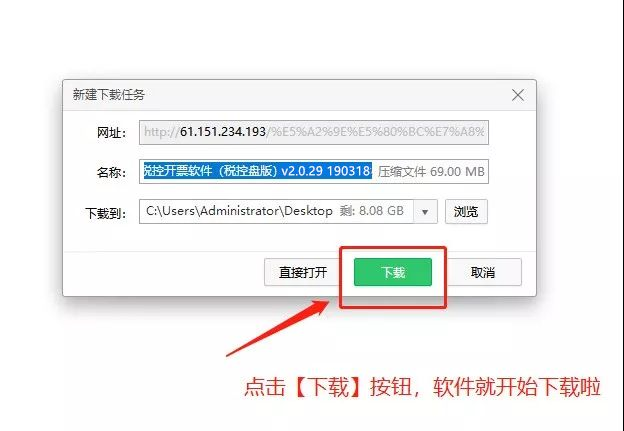 新建下载任务
网址： http://61.151.234.193/%E5%A2%9E%E5%80%BC%E7%A8%
名称： 税控开票软件（税控盘版) v2.0.29 190318 压缩文件 69.00 MB
下载到： C:\Users\Administrator\Desktop 剩: 8.08 GB 浏览
直接打开 下载 取消
点击【下载】按钮，软件就开始下载啦